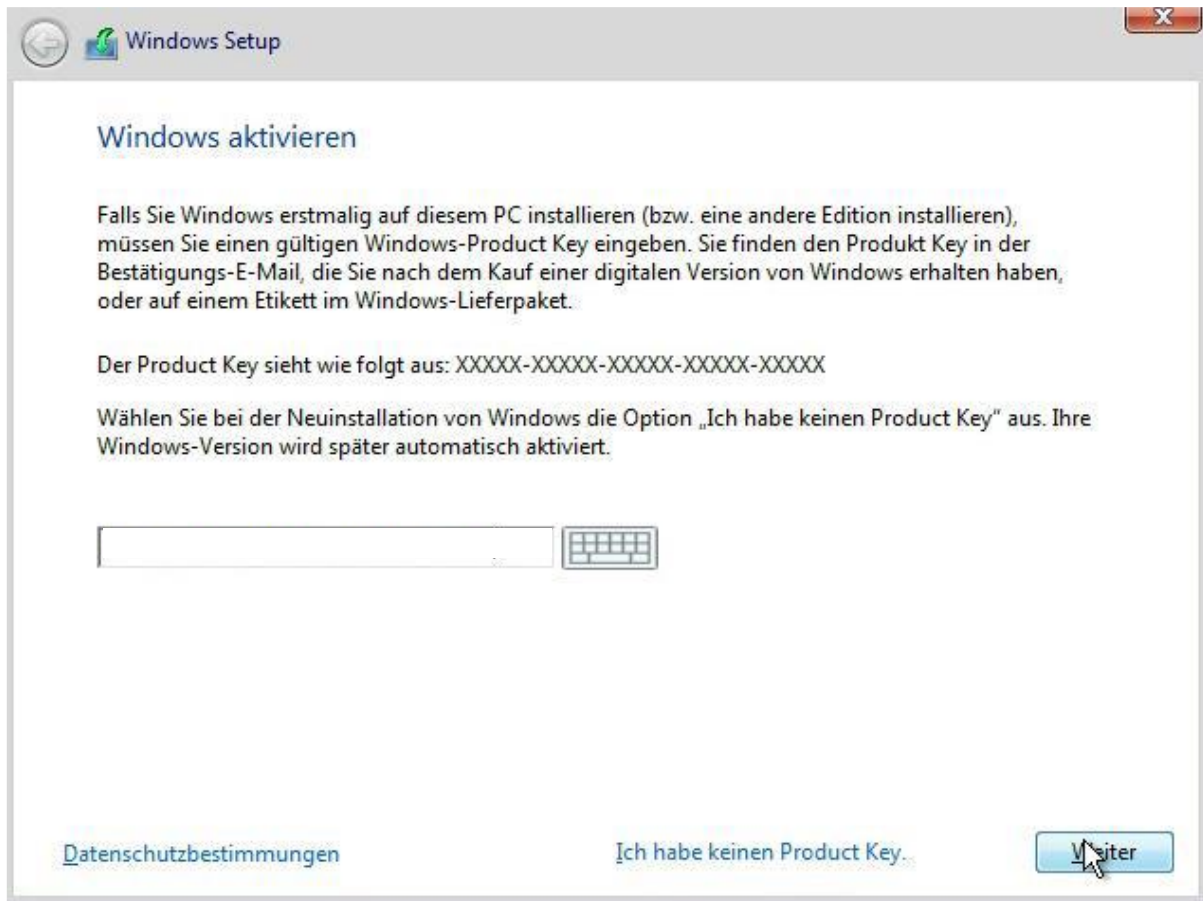 Windows Setup
Windows aktivieren
Falls Sie Windows erstmalig auf diesem PC installieren (bzw. eine andere Edition installieren),
müssen Sie einen gültigen Windows-Product Key eingeben. Sie finden den Produkt Key in der
Bestätigungs-E-Mail, die Sie nach dem Kauf einer digitalen Version von Windows erhalten haben,
oder auf einem Etikett im Windows-Lieferpaket.
Der Product Key sieht wie folgt aus: XXXXX-XXXXX-XXXXX-XXXXX-XXXXX
Wählen Sie bei der Neuinstallation von Windows die Option „Ich habe keinen Product Key“ aus. Ihre
Windows-Version wird später automatisch aktiviert.
Datenschutzbestimmungen
Ich habe keinen Product Key.
Weiter